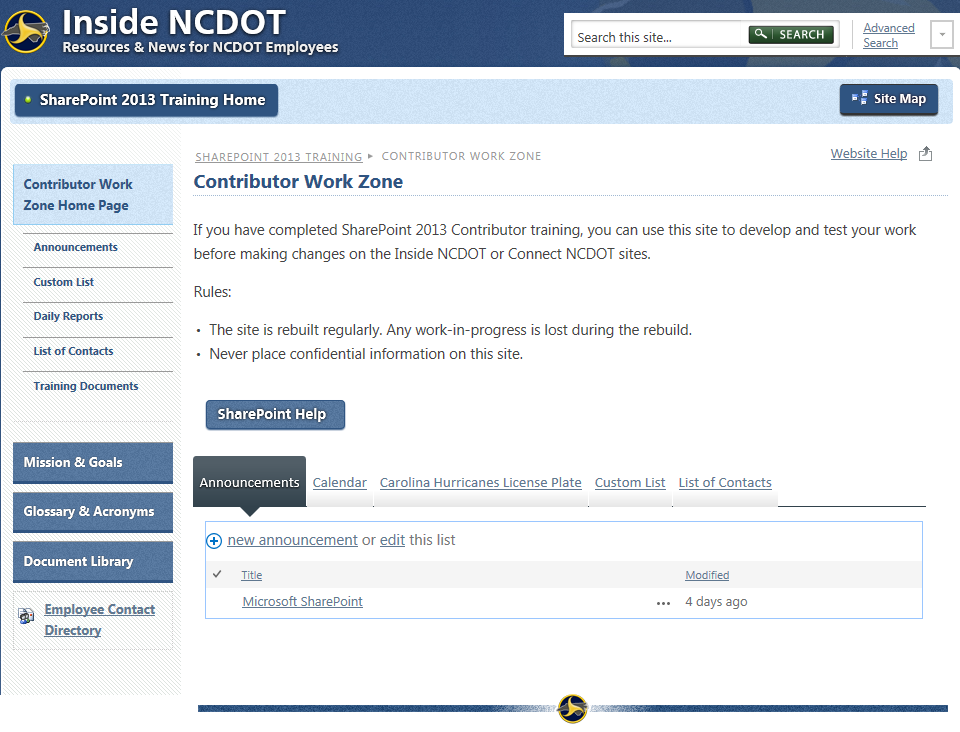 Inside NCDOT
Resources & News for NCDOT Employees
Search this site...
SEARCH
Advanced
Search
SharePoint 2013 Training Home
Site Map
SHAREPOINT 2013 TRAINING ▸ CONTRIBUTOR WORK ZONE
Website Help
Contributor Work Zone
Contributor Work
Zone Home Page
Announcements
Custom List
Daily Reports
List of Contacts
Training Documents
Mission & Goals
Glossary & Acronyms
Document Library
Employee Contact
Directory
If you have completed SharePoint 2013 Contributor training, you can use this site to develop and test your work
before making changes on the Inside NCDOT or Connect NCDOT sites.
Rules:
• The site is rebuilt regularly. Any work-in-progress is lost during the rebuild.
• Never place confidential information on this site.
SharePoint Help
Announcements Calendar Carolina Hurricanes License Plate Custom List List of Contacts
new announcement or edit this list
✓ Title Modified
Microsoft SharePoint ... 4 days ago